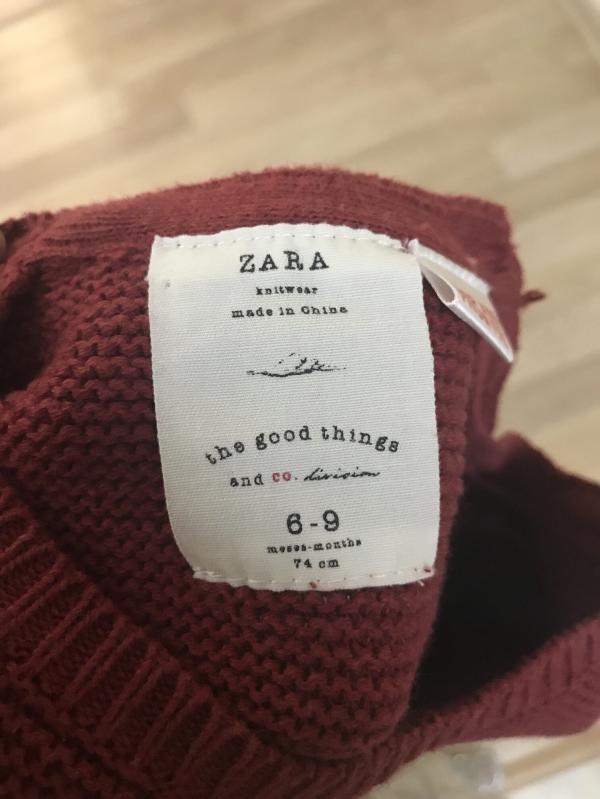 ZARA
knitwear
made in China
the good things
and co. division
6-9
meses-months
74 cm